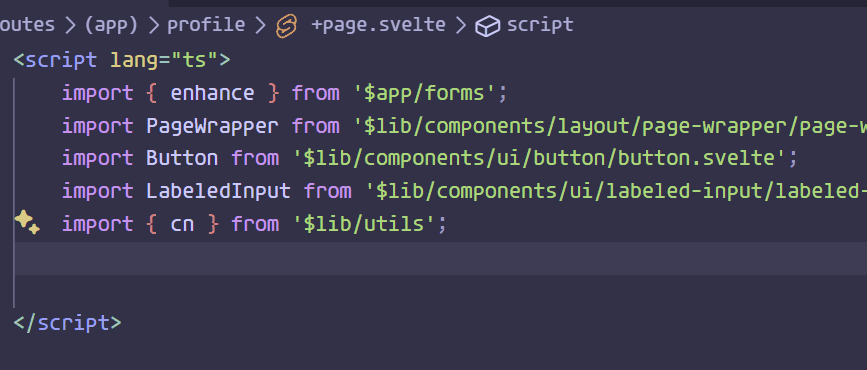 outes > (app) > profile > +page.svelte > script
<script lang="ts">
import { enhance } from '$app/forms';
import PageWrapper from '$lib/components/layout/page-wrapper/page-w
import Button from '$lib/components/ui/button/button.svelte';
import LabeledInput from '$lib/components/ui/labeled-input/labeled-
import { cn } from '$lib/utils';
</script>